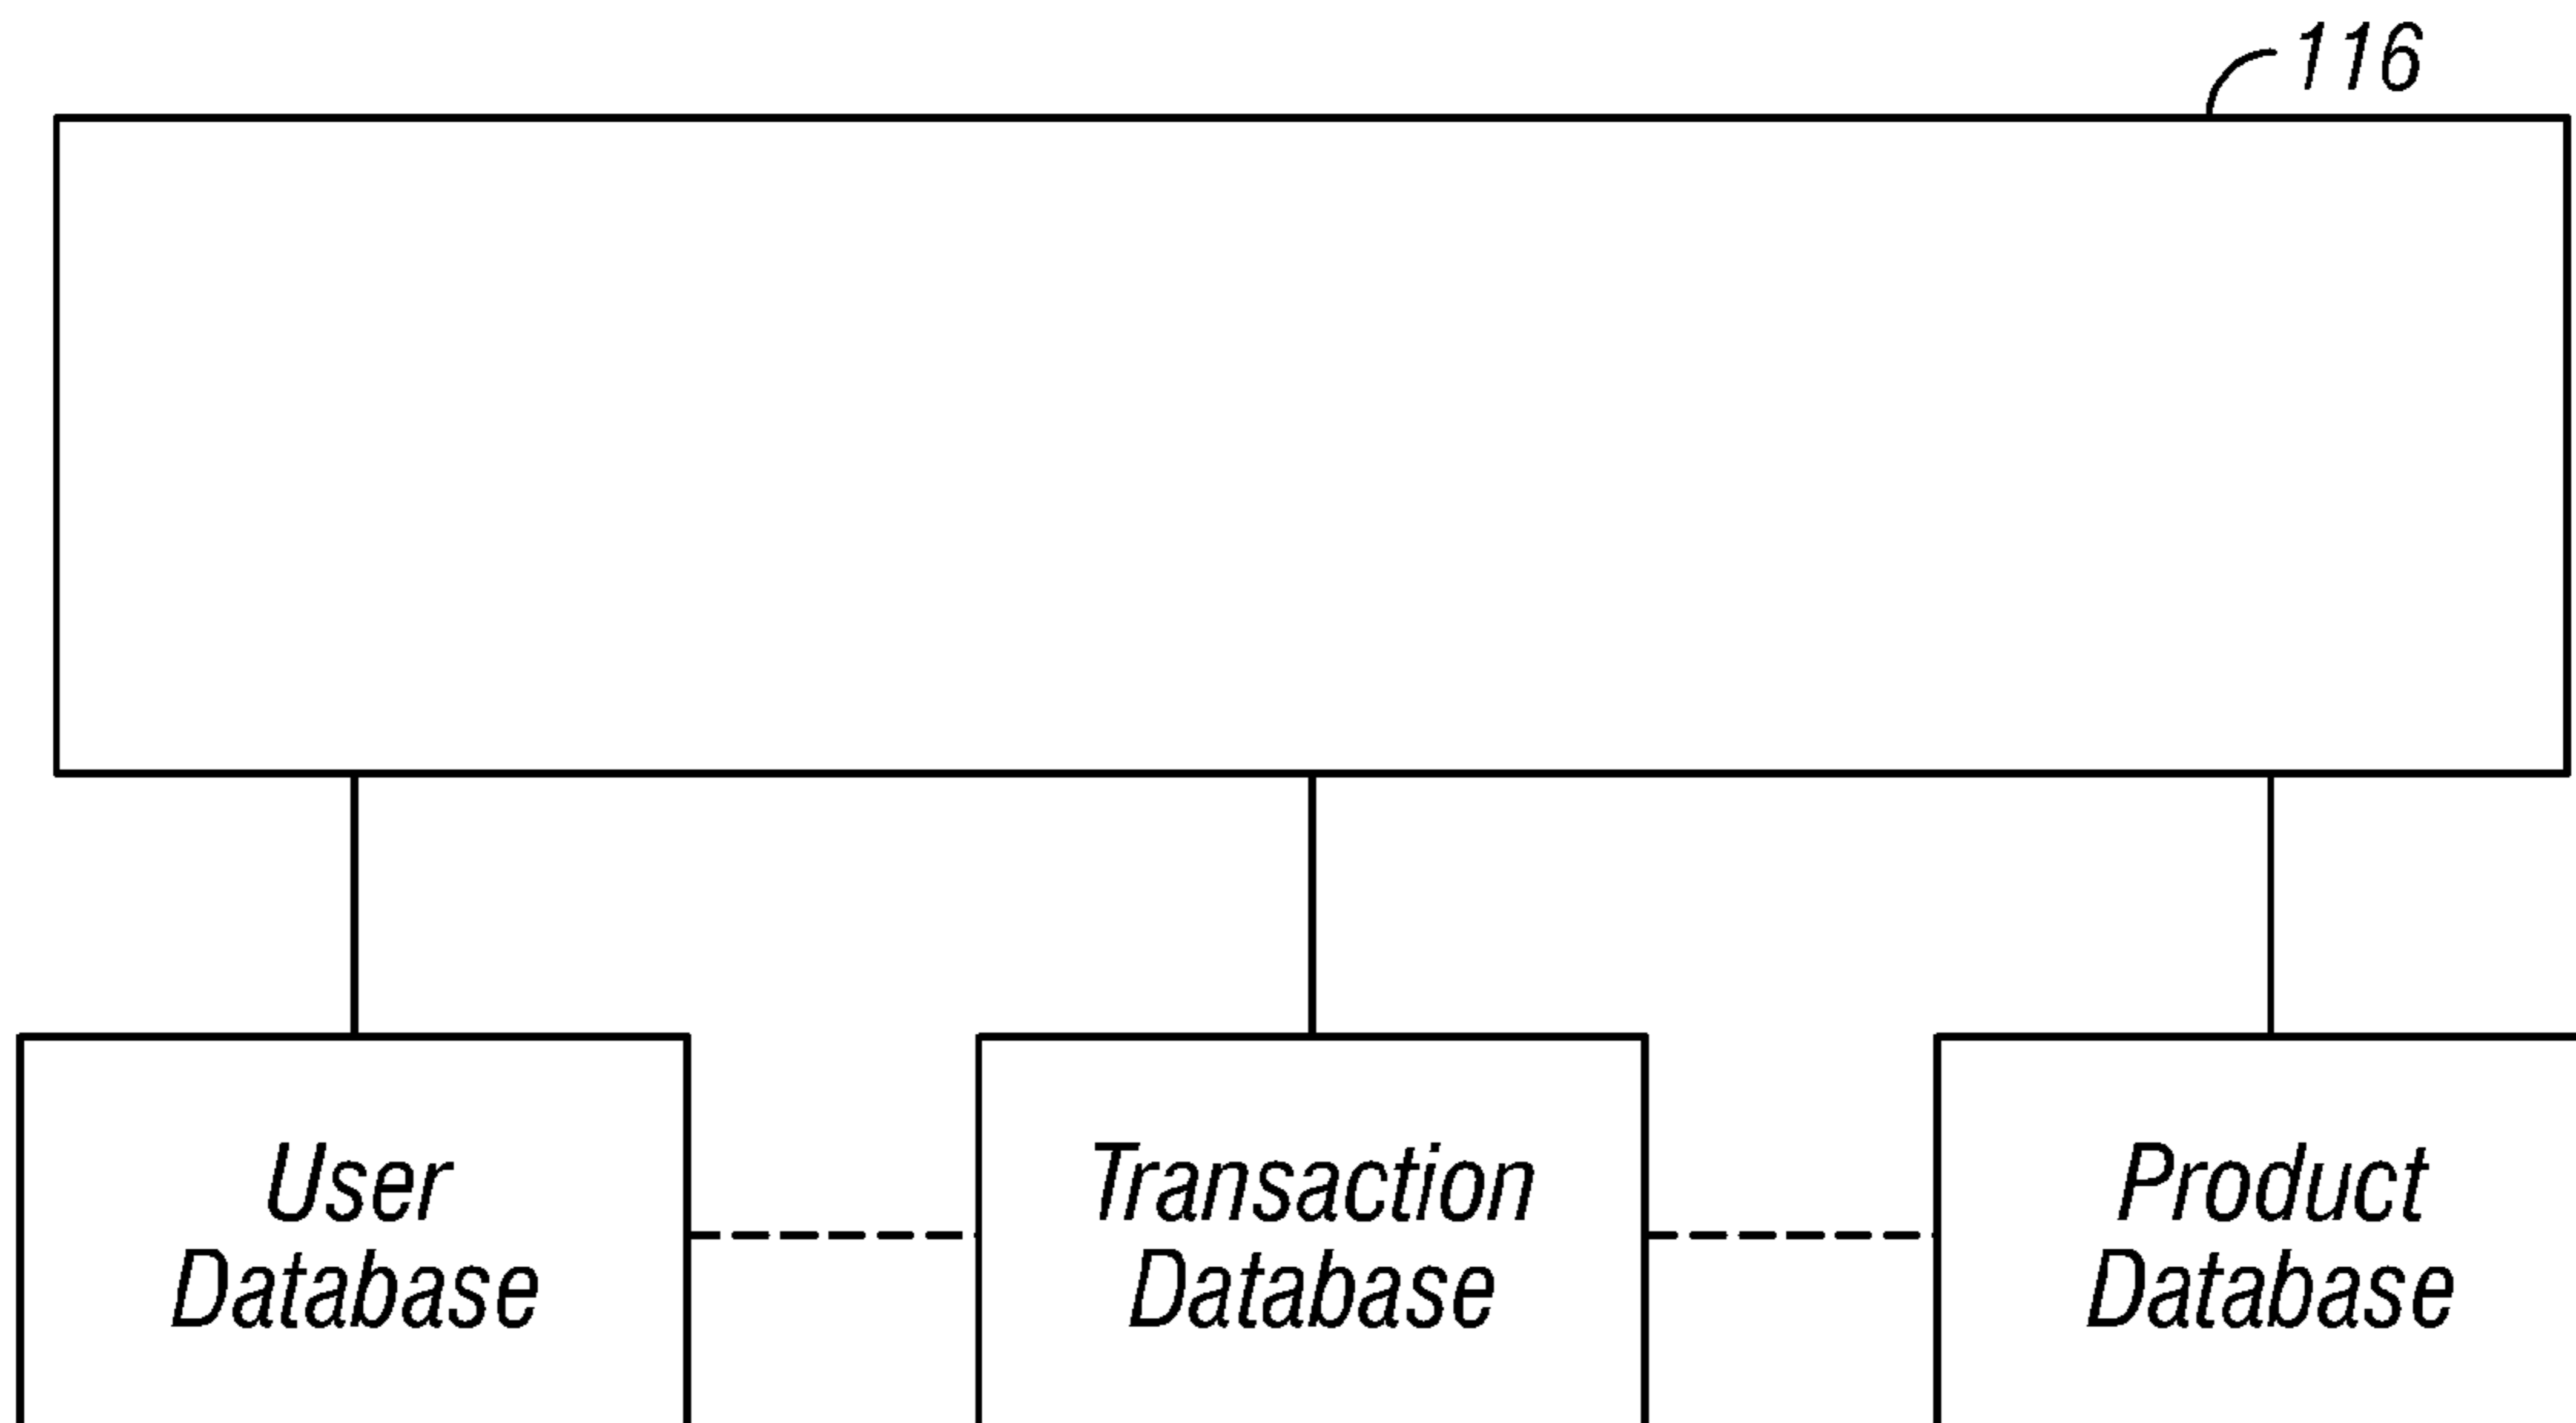 116
User
Database
Transaction
Database
Product
Database